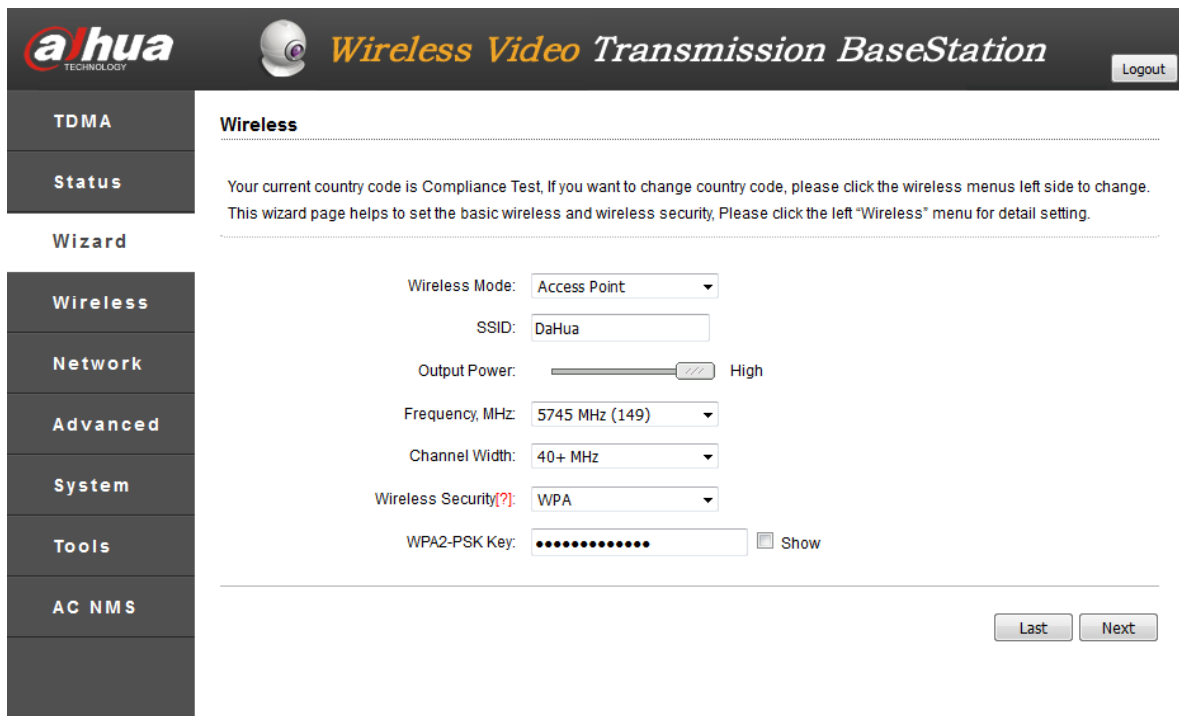 alhua
TECHNOLOGY
Wireless Video Transmission BaseStation
Logout
TDMA
Status
Wizard
Wireless
Network
Advanced
System
Tools
AC NMS
Wireless
Your current country code is Compliance Test, If you want to change country code, please click the wireless menus left side to change.
This wizard page helps to set the basic wireless and wireless security, Please click the left “Wireless” menu for detail setting.
Wireless Mode: Access Point
SSID: DaHua
Output Power: High
Frequency, MHz: 5745 MHz (149)
Channel Width: 40+ MHz
Wireless Security[?]: WPA
WPA2-PSK Key: ●●●●●●●●●●●●● Show
Last Next